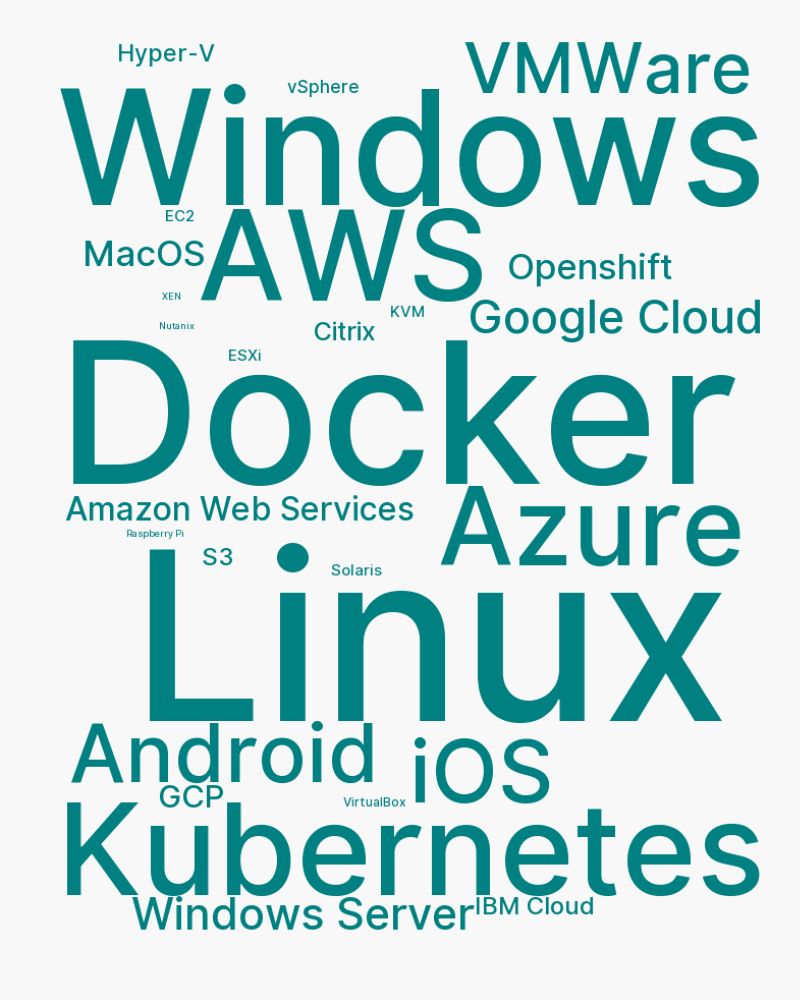 Hyper-V
VMWare
vSphere
Windows
EC2
AWS
MacOS
Openshift
XEN
KVM
Google Cloud
Nutanix
Citrix
ESXi
Docker
Amazon Web Services
Azure
Raspberry Pi
S3
Solaris
Linux
Android
iOS
GCP
VirtualBox
Kubernetes
Windows Server
IBM Cloud